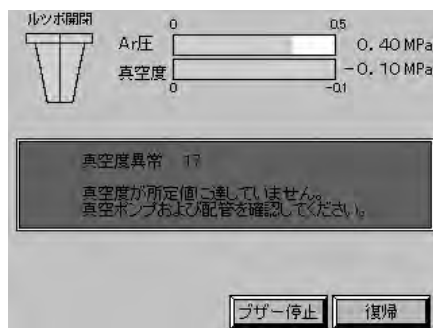 ルツボ開閉
0 0.5
Ar圧 0.40 MPa
真空度 -0.10 MPa
0 -0.1
真空度異常 17
真空度が所定値に達していません。
真空ポンプおよび配管を確認してください。
ブザー停止 復帰